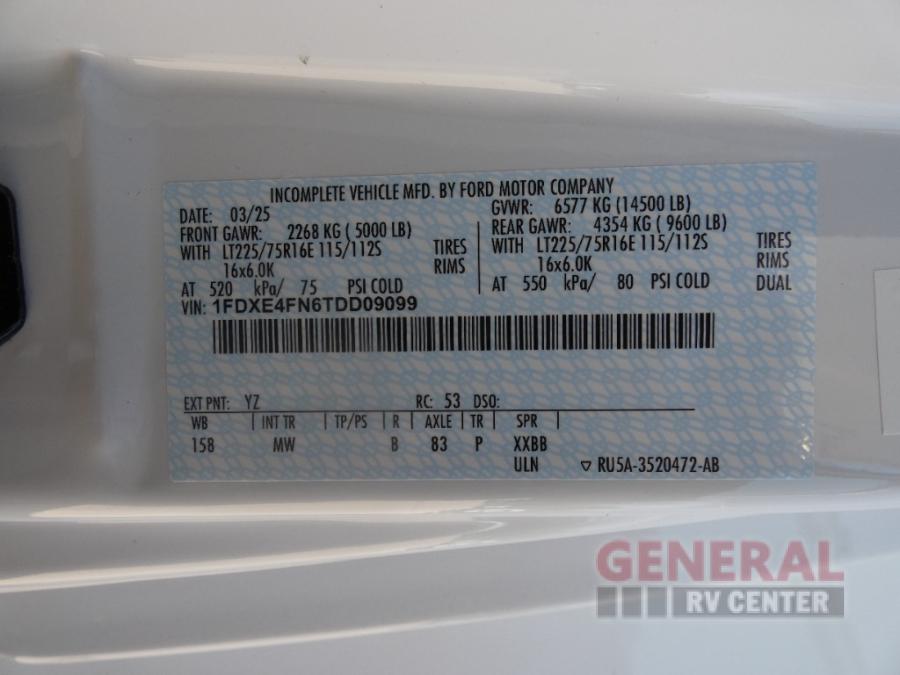 INCOMPLETE VEHICLE MFD. BY FORD MOTOR COMPANY
DATE: 03/25 GVWR: 6577 KG (14500 LB)
FRONT GAWR: 2268 KG ( 5000 LB) REAR GAWR: 4354 KG ( 9600 LB)
WITH LT225/75R16E 115/112S TIRES WITH LT225/75R16E 115/112S TIRES
16x6.0K RIMS 16x6.0K RIMS
AT 520 kPa/ 75 PSI COLD AT 550 kPa/ 80 PSI COLD DUAL
VIN: 1FDXE4FN6TDD09099
EXT PNT: YZ RC: 53 DSO:
WB INT TR TP/PS R AXLE TR SPR
158 MW B 83 P XXBB
ULN ▽ RU5A-3520472-AB
GENERAL
RV CENTER